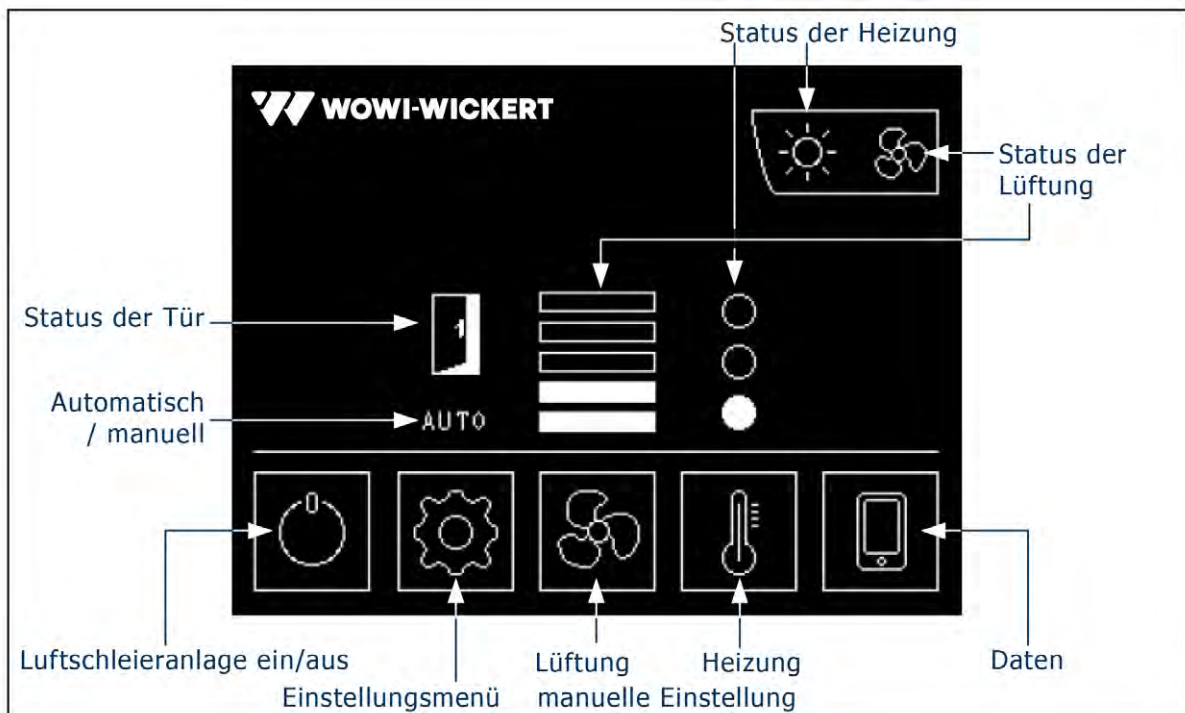 Status der Heizung
WOWI-WICKERT
Status der
Lüftung
Status der Tür
Automatisch
/ manuell
AUTO
Luftschleieranlage ein/aus
Einstellungsmenü
Lüftung
Heizung
manuelle Einstellung
Daten